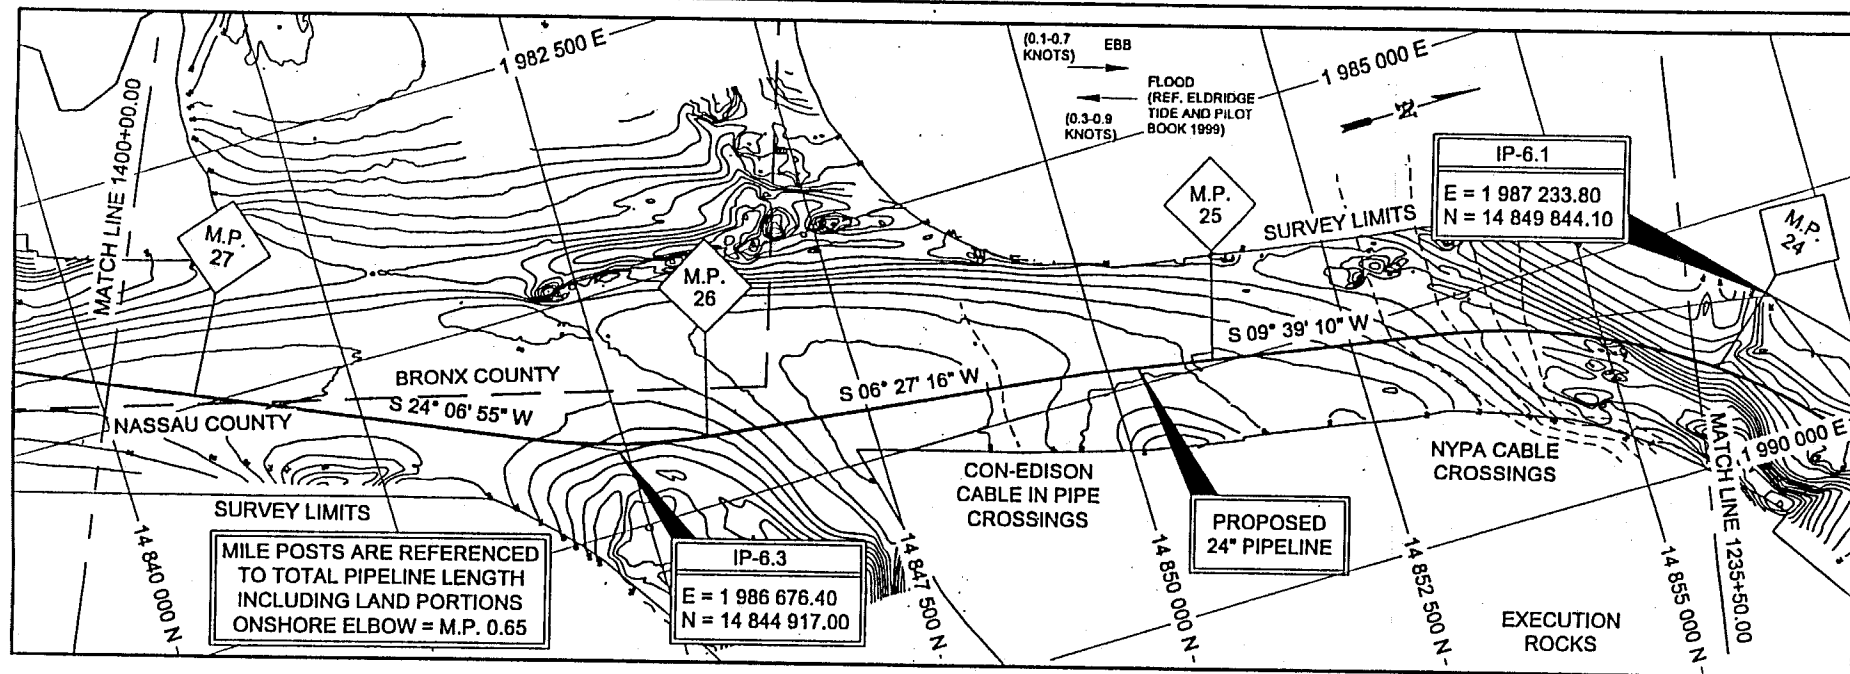 1 982 500 E
(0.1-0.7
KNOTS)
EBB
FLOOD
(REF. ELDRIDGE
TIDE AND PILOT
BOOK 1999)
(0.3-0.9
KNOTS)
1 985 000 E
N
IP-6.1
E = 1 987 233.80
N = 14 849 844.10
MATCH LINE 1400+00.00
M.P.
27
M.P.
26
M.P.
25
SURVEY LIMITS
M.P.
24
S 09° 39' 10" W
BRONX COUNTY
S 24° 06' 55" W
S 06° 27' 16" W
NASSAU COUNTY
SURVEY LIMITS
CON-EDISON
CABLE IN PIPE
CROSSINGS
NYPA CABLE
CROSSINGS
1 990 000 E
MATCH LINE 1235+50.00
PROPOSED
24" PIPELINE
MILE POSTS ARE REFERENCED
TO TOTAL PIPELINE LENGTH
INCLUDING LAND PORTIONS
ONSHORE ELBOW = M.P. 0.65
IP-6.3
E = 1 986 676.40
N = 14 844 917.00
14 840 000 N
14 847 500 N
14 850 000 N
14 852 500 N
14 855 000 N
EXECUTION
ROCKS